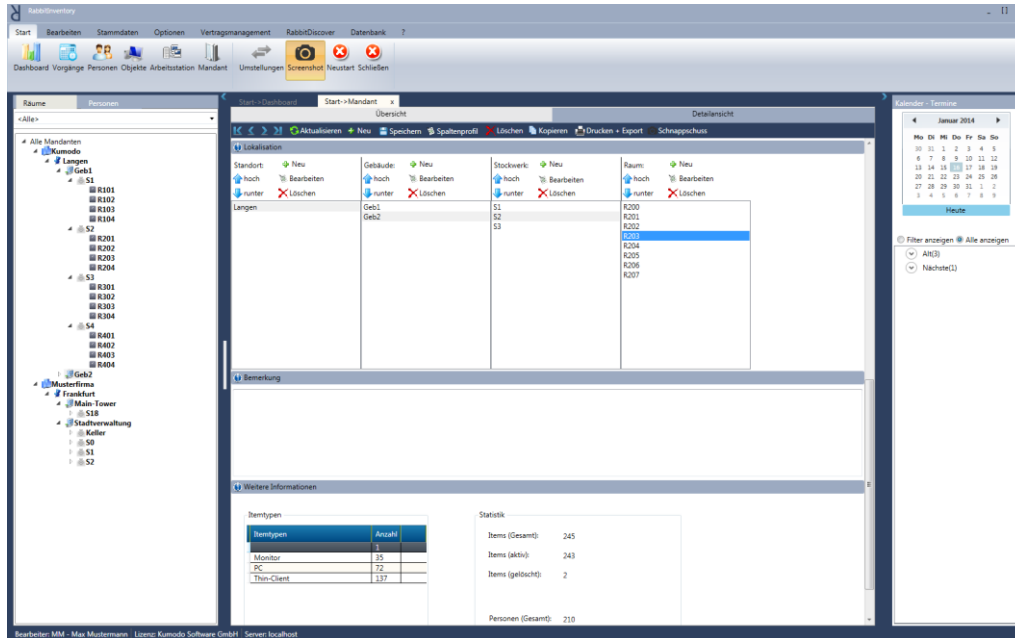 RabbitInventory
Start Bearbeiten Stammdaten Optionen Vertragsmanagement RabbitDiscover Datenbank ?
Dashboard Vorgänge Personen Objekte Arbeitsstation Mandant Umstellungen Screenshot Neustart Schließen
Räume Personen
<Alle>
Alle Mandanten
Kumodo
Langen
Geb1
S1
R101
R102
R103
R104
S2
R201
R202
R203
R204
S3
R301
R302
R303
R304
S4
R401
R402
R403
R404
Geb2
Musterfirma
Frankfurt
Main-Tower
S18
Stadtverwaltung
Keller
S0
S1
S2
Start->Dashboard Start->Mandant x
Übersicht Detailansicht
Aktualisieren Neu Speichern Spaltenprofil Löschen Kopieren Drucken + Export Schnappschuss
Lokalisation
Standort: Neu Gebäude: Neu Stockwerk: Neu Raum: Neu
hoch Bearbeiten hoch Bearbeiten hoch Bearbeiten hoch Bearbeiten
runter Löschen runter Löschen runter Löschen runter Löschen
Langen Geb1 S1 R200
Geb2 S2 R201
S3 R202
R203
R204
R205
R206
R207
Bemerkung
Weitere Informationen
Itemtypen
Itemtypen Anzahl
1
Monitor 35
PC 72
Thin-Client 137
Statistik
Items (Gesamt): 245
Items (aktiv): 243
Items (gelöscht): 2
Personen (Gesamt): 210
Kalender - Termine
Januar 2014
Mo Di Mi Do Fr Sa So
30 31 1 2 3 4 5
6 7 8 9 10 11 12
13 14 15 16 17 18 19
20 21 22 23 24 25 26
27 28 29 30 31 1 2
3 4 5 6 7 8 9
Heute
Filter anzeigen Alle anzeigen
Alt(3)
Nächste(1)
Bearbeiter: MM - Max Mustermann Lizenz: Kumodo Software GmbH Server: localhost